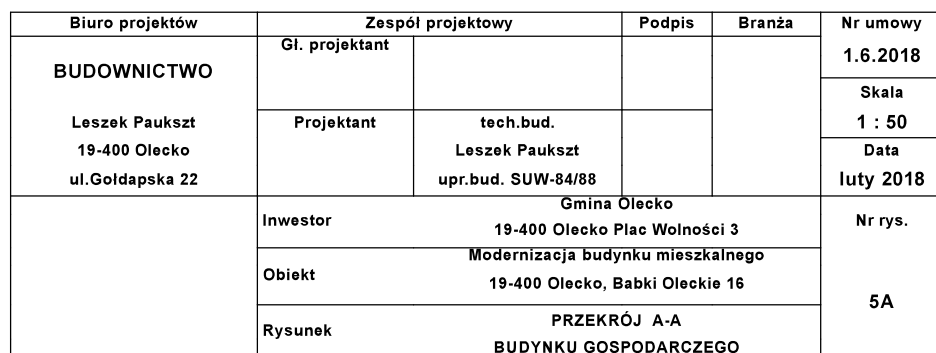 Biuro projektów Zespół projektowy Podpis Branża Nr umowy
Gł. projektant
1.6.2018
BUDOWNICTWO
Skala
Leszek Paukszt Projektant tech.bud. 1 : 50
19-400 Olecko Leszek Paukszt Data
ul.Gołdapska 22 upr.bud. SUW-84/88 luty 2018
Inwestor Gmina Olecko
19-400 Olecko Plac Wolności 3
Nr rys.
Obiekt Modernizacja budynku mieszkalnego
19-400 Olecko, Babki Oleckie 16
5A
Rysunek PRZEKRÓJ A-A
BUDYNKU GOSPODARCZEGO